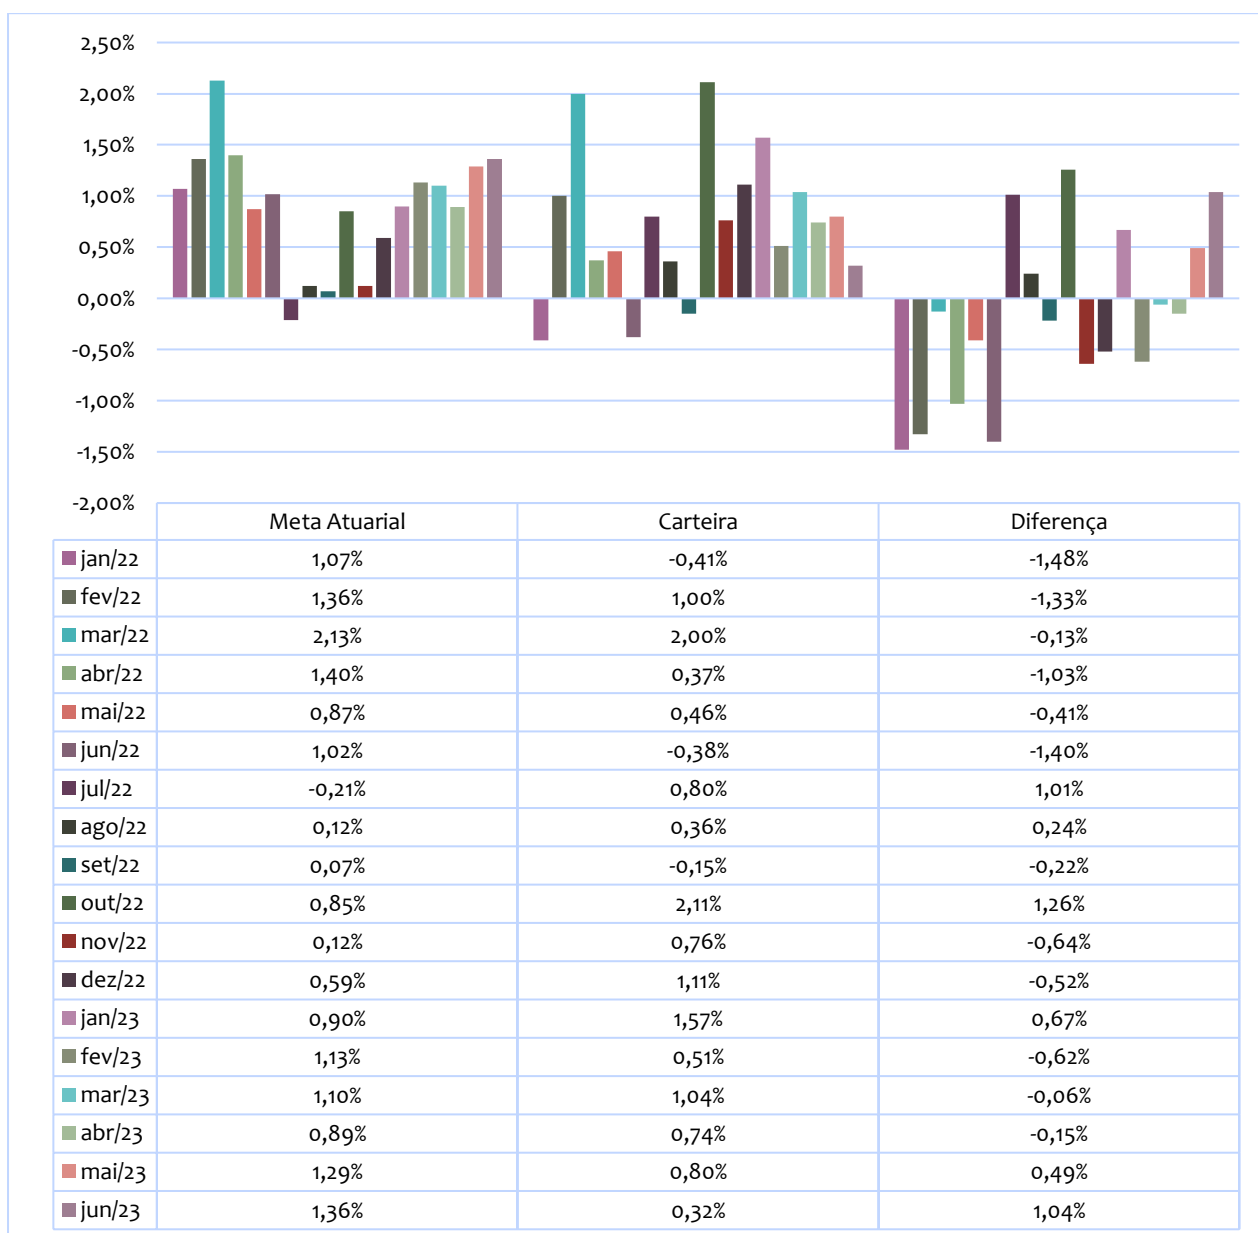 2,50%
2,00%
1,50%
1,00%
0,50%
0,00%
-0,50%
-1,00%
-1,50%
-2,00%
Meta Atuarial Carteira Diferença
jan/22 1,07% -0,41% -1,48%
fev/22 1,36% 1,00% -1,33%
mar/22 2,13% 2,00% -0,13%
abr/22 1,40% 0,37% -1,03%
mai/22 0,87% 0,46% -0,41%
jun/22 1,02% -0,38% -1,40%
jul/22 -0,21% 0,80% 1,01%
ago/22 0,12% 0,36% 0,24%
set/22 0,07% -0,15% -0,22%
out/22 0,85% 2,11% 1,26%
nov/22 0,12% 0,76% -0,64%
dez/22 0,59% 1,11% -0,52%
jan/23 0,90% 1,57% 0,67%
fev/23 1,13% 0,51% -0,62%
mar/23 1,10% 1,04% -0,06%
abr/23 0,89% 0,74% -0,15%
mai/23 1,29% 0,80% 0,49%
jun/23 1,36% 0,32% 1,04%